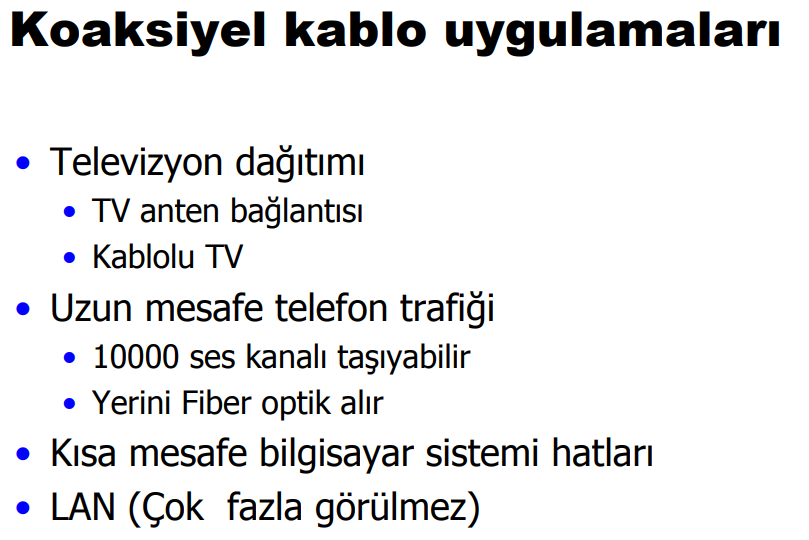 Koaksiyel kablo uygulamaları
• Televizyon dağıtımı
• TV anten bağlantısı
• Kablolu TV
• Uzun mesafe telefon trafiği
• 10000 ses kanalı taşıyabilir
• Yerini Fiber optik alır
• Kısa mesafe bilgisayar sistemi hatları
• LAN (Çok  fazla görülmez)